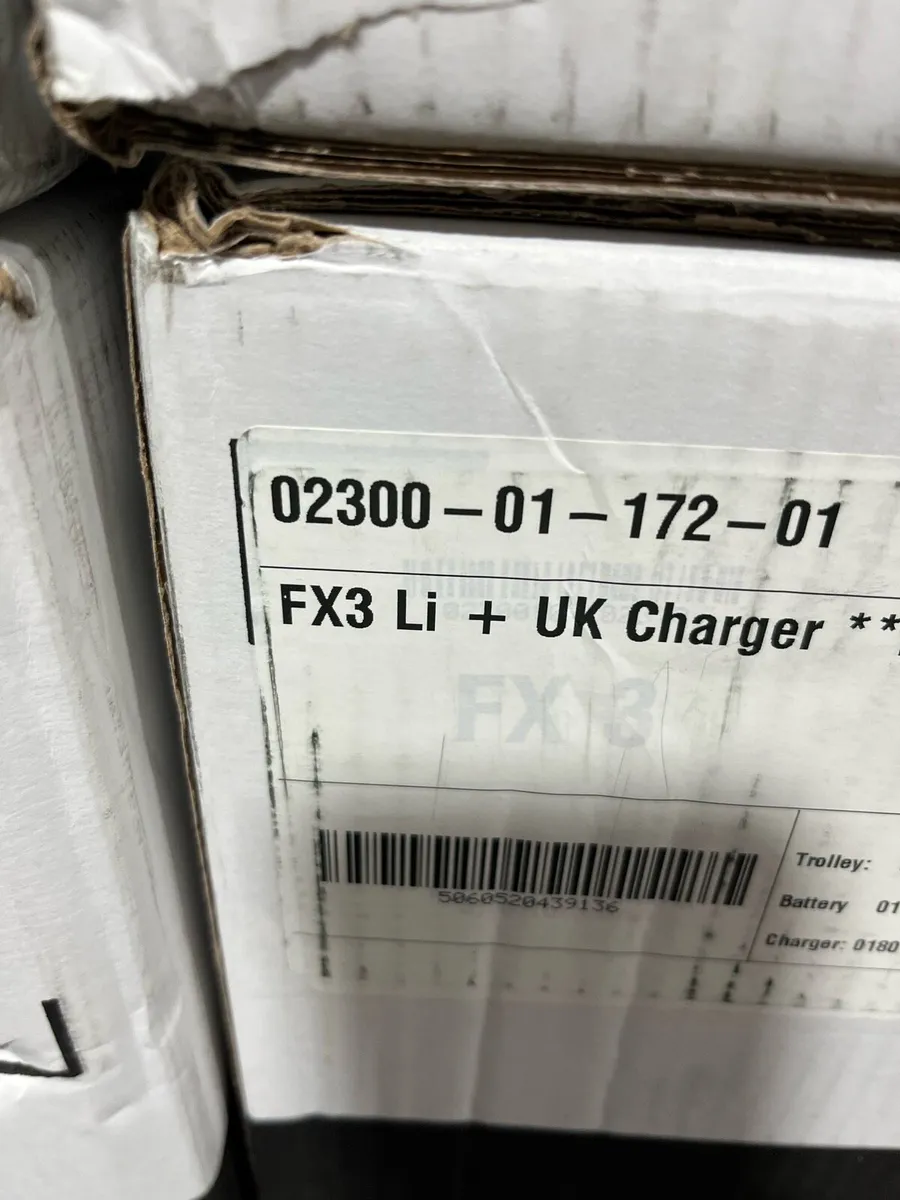 02300-01-172-01
FX3 Li + UK Charger **
FX 3
5060520439136
Trolley:
Battery 01
Charger: 0180